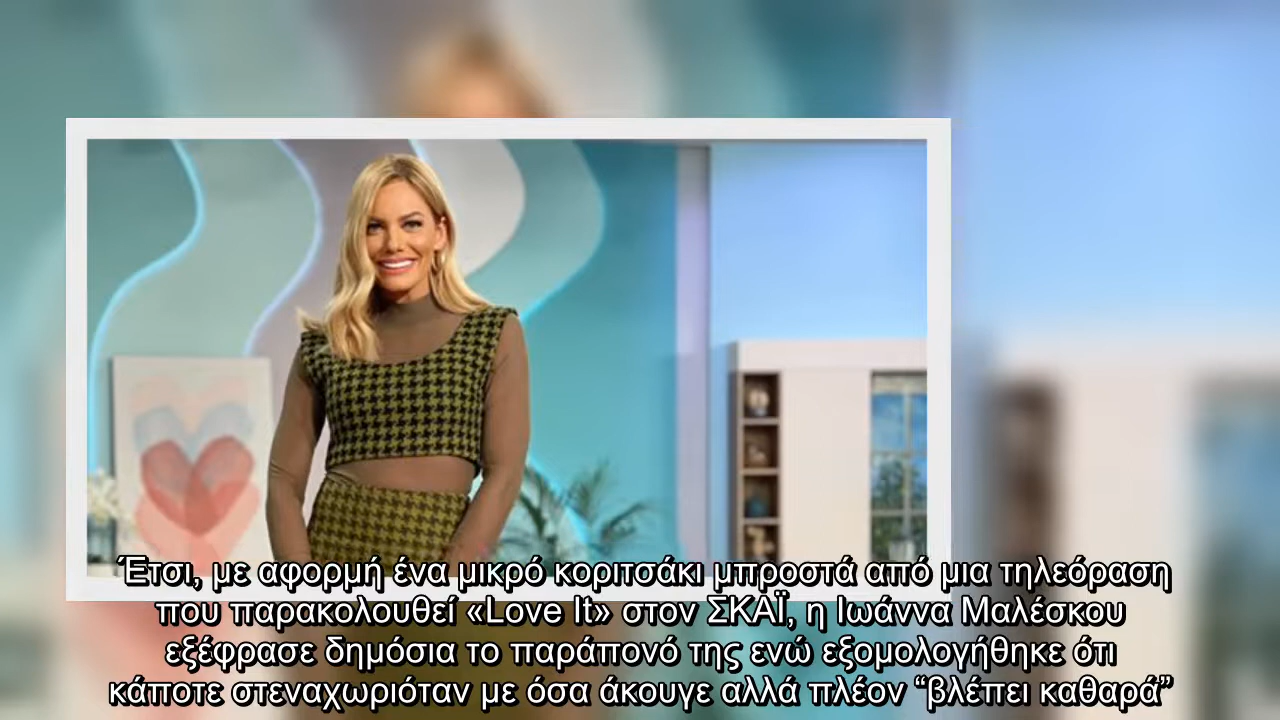 Έτσι, με αφορμή ένα μικρό κοριτσάκι μπροστά από μια τηλεόραση
που παρακολουθεί «Love It» στον ΣΚΑΪ, η Ιωάννα Μαλέσκου
εξέφρασε δημόσια το παράπονό της ενώ εξομολογήθηκε ότι
κάποτε στεναχωριόταν με όσα άκουγε αλλά πλέον “βλέπει καθαρά”